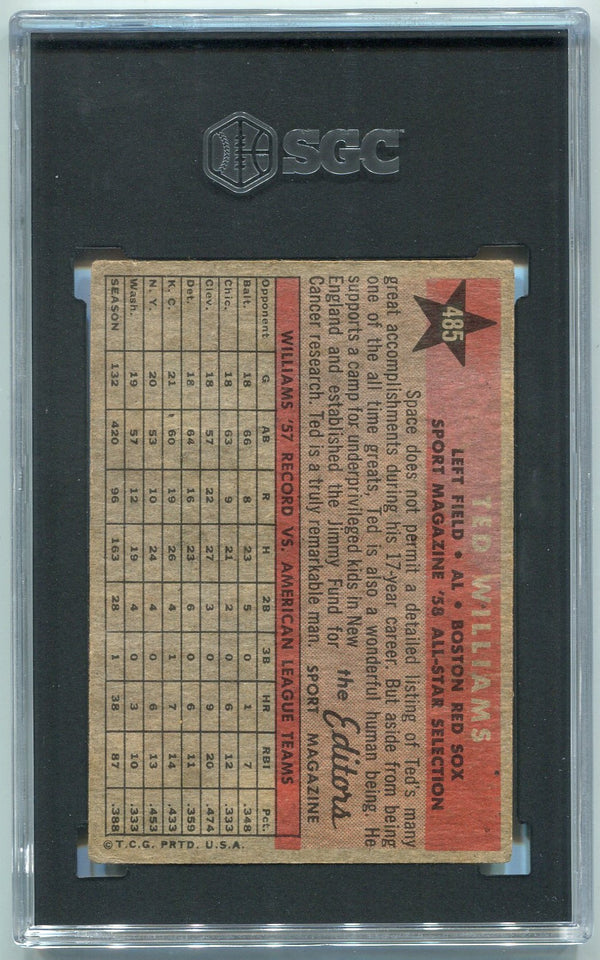 SGC
485
TED WILLIAMS
LEFT FIELD • AL • BOSTON RED SOX
SPORT MAGAZINE '58 ALL-STAR SELECTION
Space does not permit a detailed listing of Ted's many
great accomplishments during his 17-year career. But aside from being
one of the all time greats, Ted is also a wonderful human being. He
supports a camp for underprivileged kids in New
England and established the Jimmy Fund for
Cancer research. Ted is a truly remarkable man.
the Editors
SPORT MAGAZINE
WILLIAMS '57 RECORD VS. AMERICAN LEAGUE TEAMS
Opponent G AB R H 2B 3B HR RBI Pct.
Balt. 18 66 8 23 5 0 1 7 .348
Chic. 18 63 9 21 2 0 6 12 .333
Clev. 18 57 22 27 3 0 9 20 .474
Det. 18 64 16 23 6 0 6 11 .359
K. C. 21 60 19 26 4 1 7 14 .433
N. Y. 20 53 10 24 4 0 6 13 .453
Wash. 19 57 12 19 4 0 3 10 .333
SEASON 132 420 96 163 28 1 38 87 .388
© T.C.G. PRTD. U.S.A.